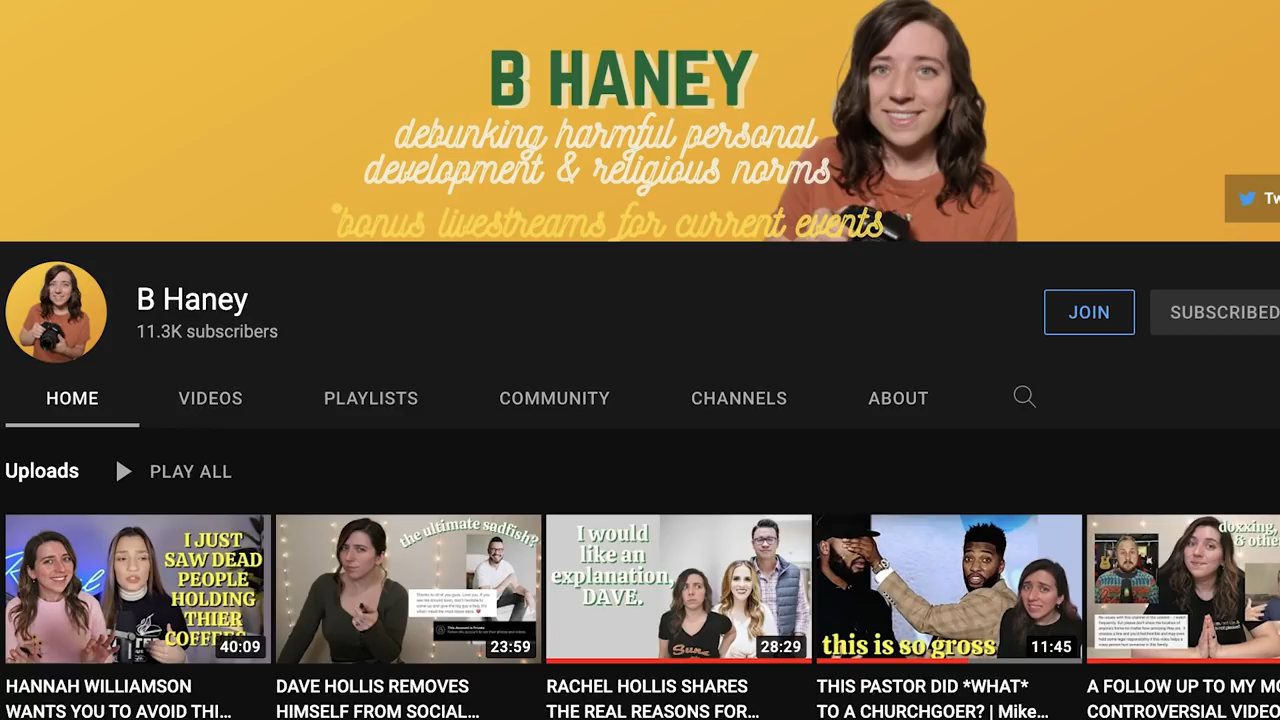 B HANEY
debunking harmful personal
development & religious norms
*bonus livestreams for current events
Tw
B Haney
11.3K subscribers
JOIN
SUBSCRIBED
HOME
VIDEOS
PLAYLISTS
COMMUNITY
CHANNELS
ABOUT
Uploads
PLAY ALL
I JUST
SAW DEAD
PEOPLE
HOLDING
THIER
COFFEES
40:09
the ultimate sadfish?
23:59
I would
like an
explanation,
DAVE.
28:29
this is so gross
11:45
doxxing,
& othe
HANNAH WILLIAMSON
WANTS YOU TO AVOID THI...
DAVE HOLLIS REMOVES
HIMSELF FROM SOCIAL...
RACHEL HOLLIS SHARES
THE REAL REASONS FOR...
THIS PASTOR DID *WHAT*
TO A CHURCHGOER? | Mike...
A FOLLOW UP TO MY MO
CONTROVERSIAL VIDEO